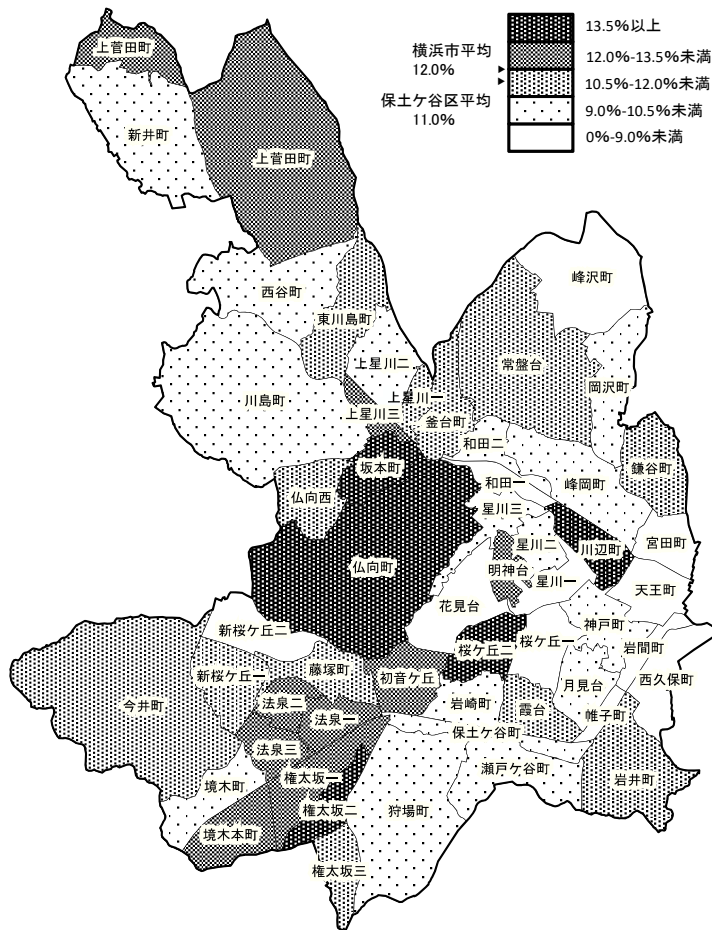 13.5%以上
横浜市平均
12.0%
12.0%-13.5%未満
10.5%-12.0%未満
保土ケ谷区平均
11.0%
9.0%-10.5%未満
0%-9.0%未満
上菅田町
新井町
上菅田町
峰沢町
西谷町
東川島町
上星川二
常盤台
岡沢町
川島町
上星川一
上星川三
釜台町
和田二
坂本町
鎌谷町
仏向西
和田一
峰岡町
星川三
宮田町
星川二
川辺町
仏向町
明神台
星川一
天王町
花見台
神戸町
新桜ケ丘二
桜ケ丘二
桜ケ丘一
岩間町
新桜ケ丘一
藤塚町
初音ケ丘
西久保町
月見台
今井町
法泉二
岩崎町
霞台
法泉一
帷子町
保土ケ谷町
法泉三
瀬戸ケ谷町
権太坂一
岩井町
境木町
権太坂二
狩場町
境木本町
権太坂三